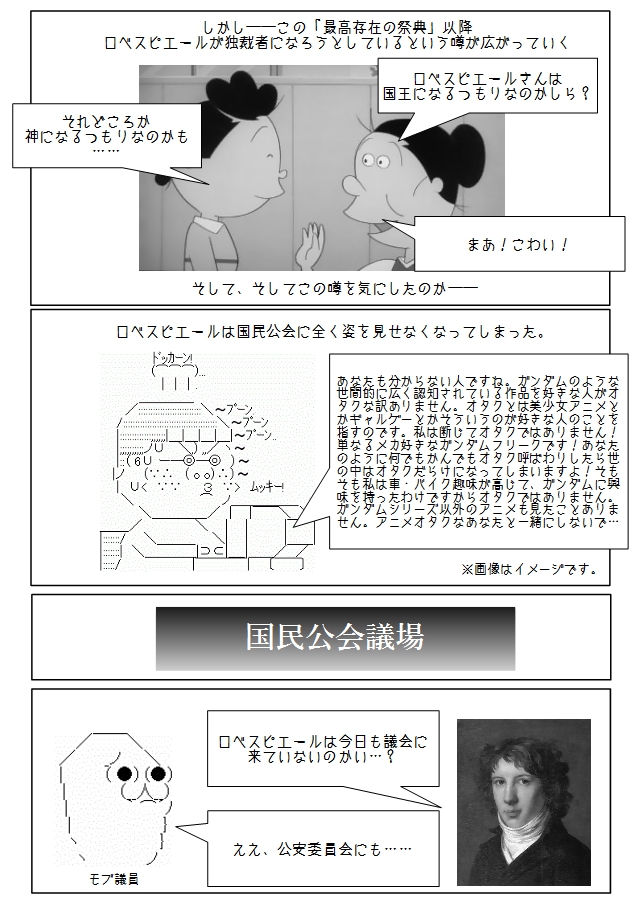 しかし――この「最高存在の祭典」以降
ロベスピエールが独裁者になろうとしているという噂が広がっていく
ロベスピエールさんは
国王になるつもりなのかしら?
それどころか
神になるつもりなのかも
……
まあ!こわい!
そして、そしてこの噂を気にしたのか――
ロベスピエールは国民公会に全く姿を見せなくなってしまった。
ドッカーン!
~プーン
~プーン
~プーン..
ムッキー!
あなたも分からない人ですね。ガンダムのような
世間的に広く認知されている作品を好きな人がオ
タクな訳ありません。オタクとは美少女アニメと
かギャルゲーとかそういうのが好きな人のことを
指すのです。私は断じてオタクではありません!
単なるメカ好きなガンダムフリークです!あなた
のように何でもかんでもオタク呼ばわりしたら世
の中はオタクだらけになってしまいますよ!そも
そも私は車・バイク趣味が高じて、ガンダムに興
味を持ったわけですからオタクではありません。
ガンダムシリーズ以外のアニメも見たことありま
せん。アニメオタクなあなたと一緒にしないで…
※画像はイメージです。
国民公会議場
ロベスピエールは今日も議会に
来ていないのかい…?
ええ、公安委員会にも……
モブ議員